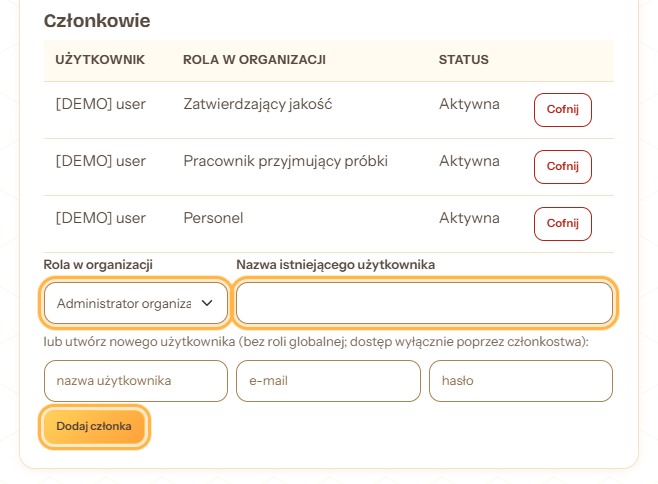 Członkowie
UŻYTKOWNIK ROLA W ORGANIZACJI STATUS
[DEMO] user Zatwierdzający jakość Aktywna Cofnij
[DEMO] user Pracownik przyjmujący próbki Aktywna Cofnij
[DEMO] user Personel Aktywna Cofnij
Rola w organizacji Nazwa istniejącego użytkownika
Administrator organiza
lub utwórz nowego użytkownika (bez roli globalnej; dostęp wyłącznie poprzez członkostwa):
nazwa użytkownika e-mail hasło
Dodaj członka